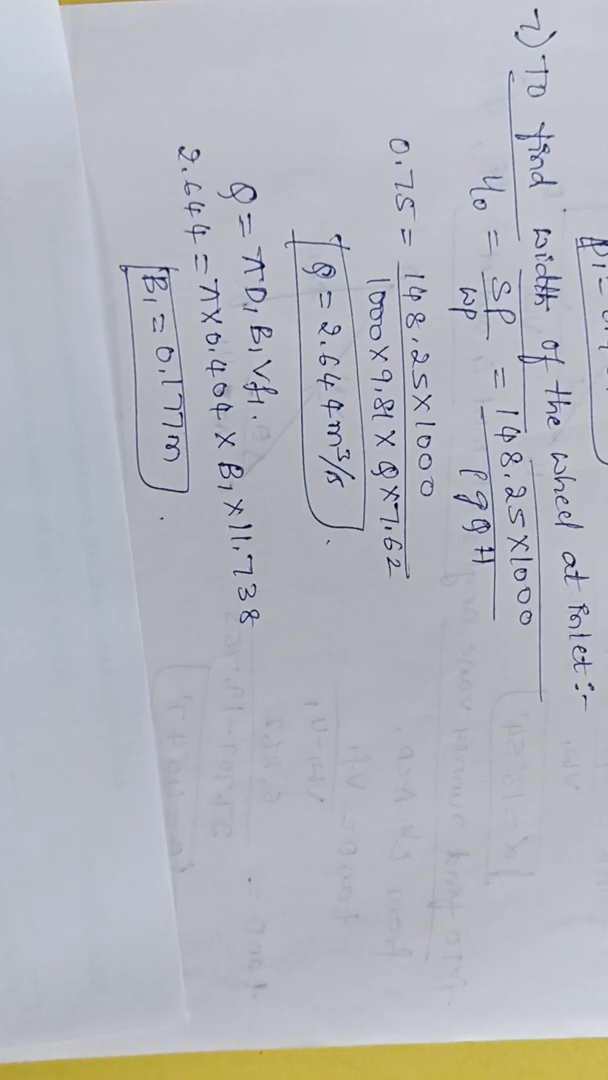 2) To find width of the wheel at inlet :-
η₀ = SP/WP = 148.25×1000/ρgQH
0.75 = 148.25×1000/1000×9.81×Q×7.62
Q = 2.644 m³/s.
Q = πD₁B₁Vf₁.
2.644 = π×0.404×B₁×11.738
B₁ = 0.177m.